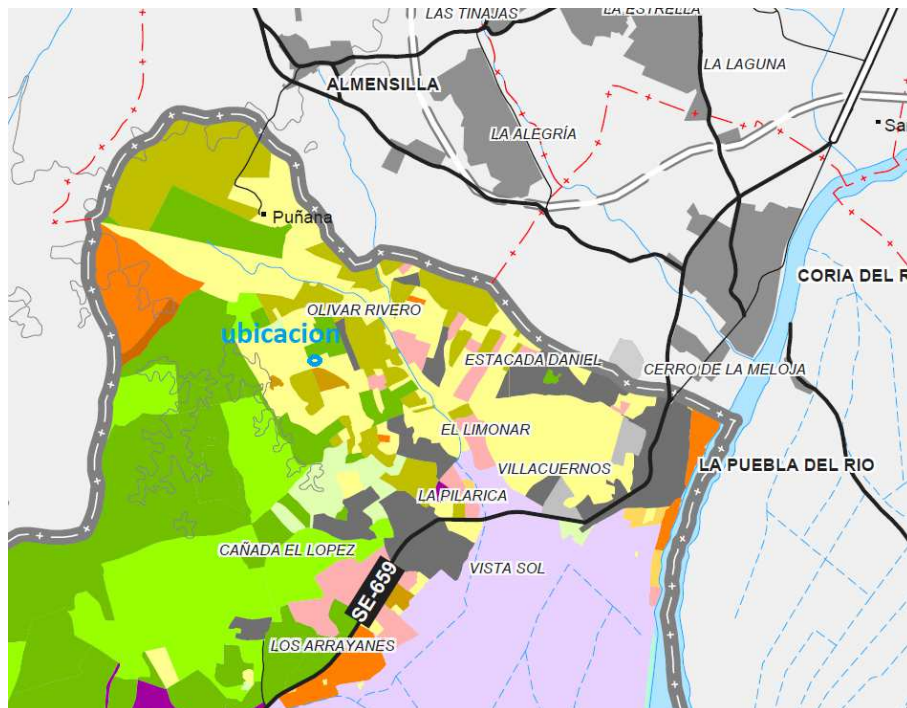 LAS TINAJAS
LA ESTRELLA
LA LAGUNA
ALMENSILLA
LA ALEGRÍA
Puñana
CORIA DEL R
OLIVAR RIVERO
ubicacion
ESTACADA DANIEL
CERRO DE LA MELOJA
EL LIMONAR
VILLACUERNOS
LA PUEBLA DEL RIO
LA PILARICA
CAÑADA EL LOPEZ
VISTA SOL
SE-659
LOS ARRAYANES